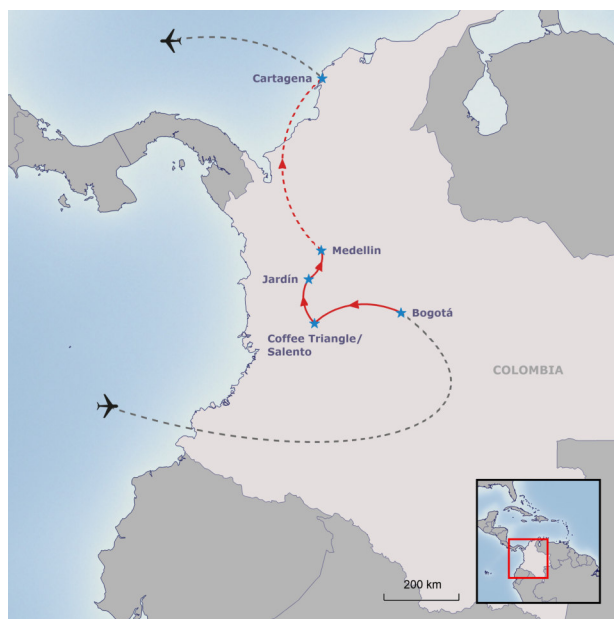 Cartagena
Medellin
Jardín
Bogotá
Coffee Triangle/
Salento
COLOMBIA
200 km